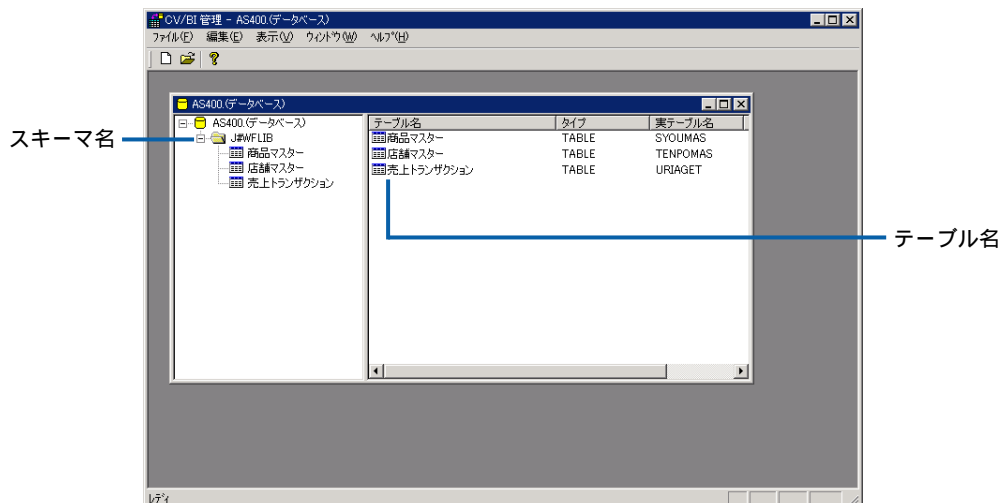 CV/BI 管理 - AS400.(データベース)
ファイル(F) 編集(E) 表示(V) ウィンドウ(W) ヘルプ(H)
AS400.(データベース)
AS400.(データベース)
J#WFLIB
商品マスター
店舗マスター
売上トランザクション
テーブル名 タイプ 実テーブル名
商品マスター TABLE SYOUMAS
店舗マスター TABLE TENPOMAS
売上トランザクション TABLE URIAGET
スキーマ名
テーブル名
レディ